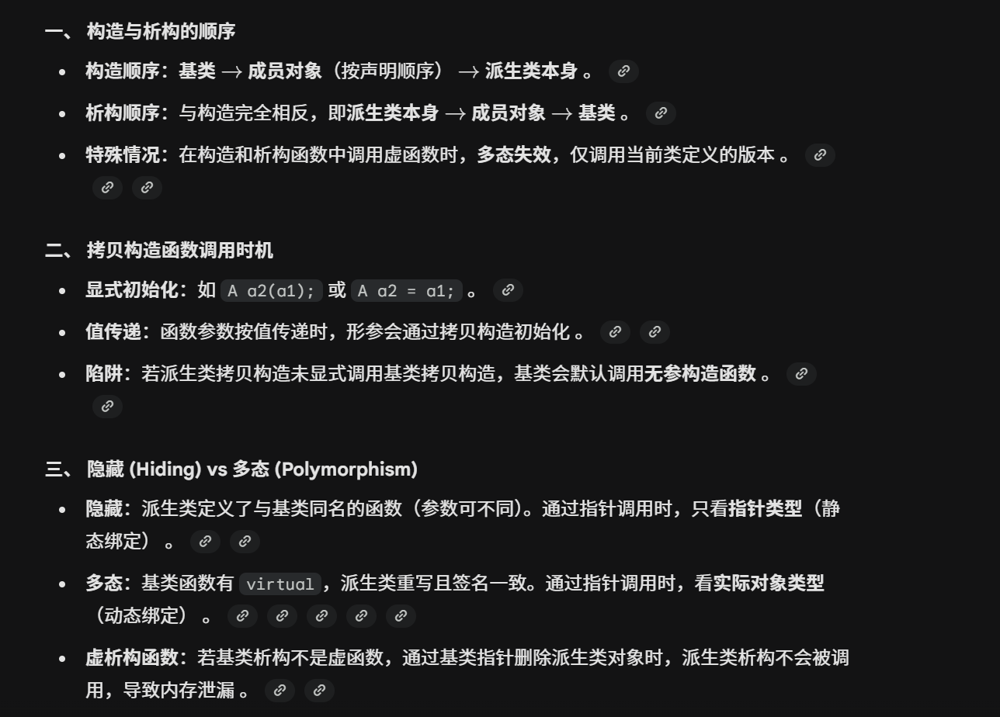 一、 构造与析构的顺序
• 构造顺序：基类 → 成员对象（按声明顺序） → 派生类本身 。
• 析构顺序：与构造完全相反，即派生类本身 → 成员对象 → 基类 。
• 特殊情况：在构造和析构函数中调用虚函数时，多态失效，仅调用当前类定义的版本 。
二、 拷贝构造函数调用时机
• 显式初始化：如 A a2(a1); 或 A a2 = a1; 。
• 值传递：函数参数按值传递时，形参会通过拷贝构造初始化 。
• 陷阱：若派生类拷贝构造未显式调用基类拷贝构造，基类会默认调用无参构造函数 。
三、 隐藏 (Hiding) vs 多态 (Polymorphism)
• 隐藏：派生类定义了与基类同名的函数（参数可不同）。通过指针调用时，只看指针类型（静
态绑定） 。
• 多态：基类函数有 virtual，派生类重写且签名一致。通过指针调用时，看实际对象类型
（动态绑定） 。
• 虚析构函数：若基类析构不是虚函数，通过基类指针删除派生类对象时，派生类析构不会被调
用，导致内存泄漏 。